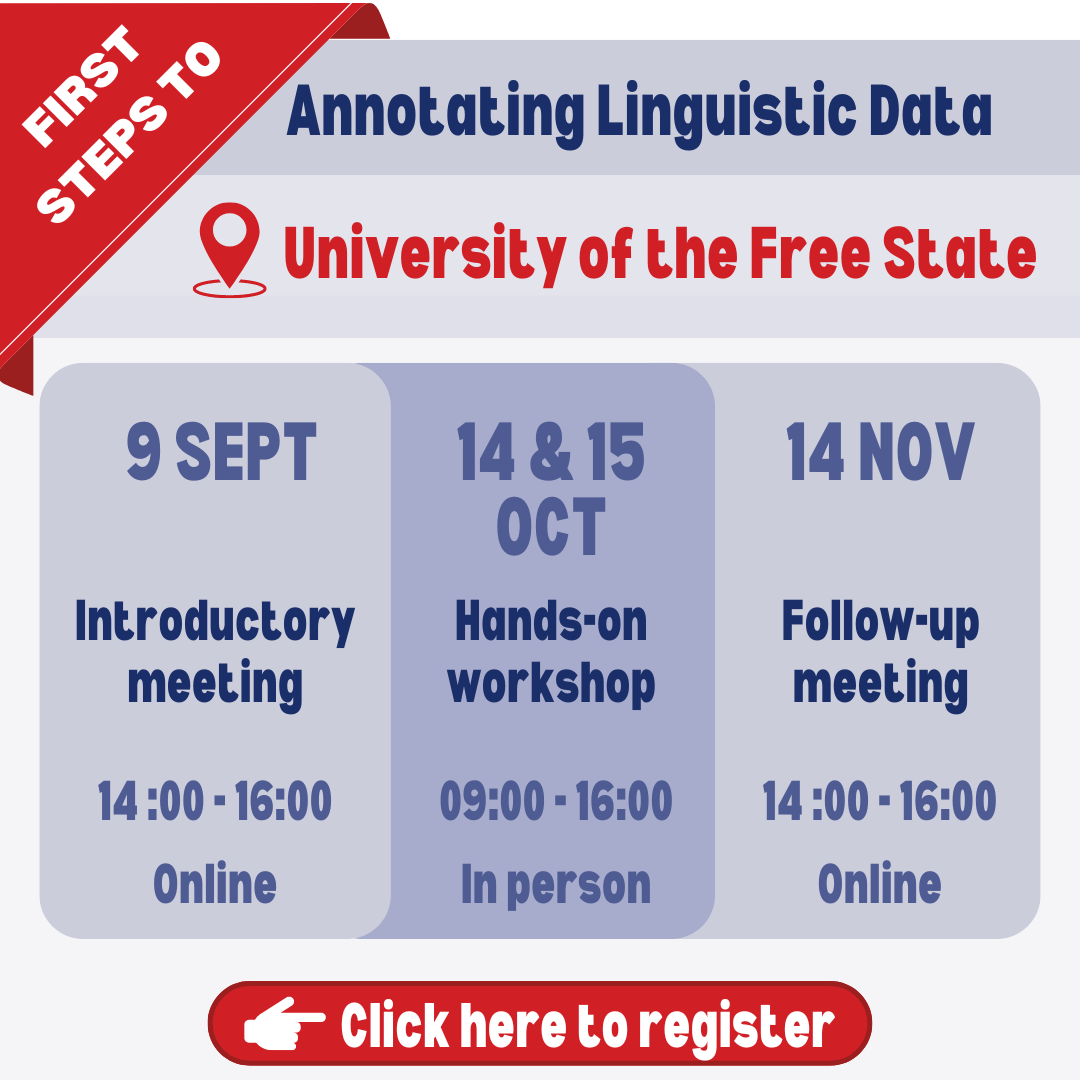 FIRST
STEPS TO
Annotating Linguistic Data
University of the Free State
9 SEPT
Introductory
meeting
14 :00 - 16:00
Online
14 & 15
OCT
Hands-on
workshop
09:00 - 16:00
In person
14 NOV
Follow-up
meeting
14 :00 - 16:00
Online
Click here to register